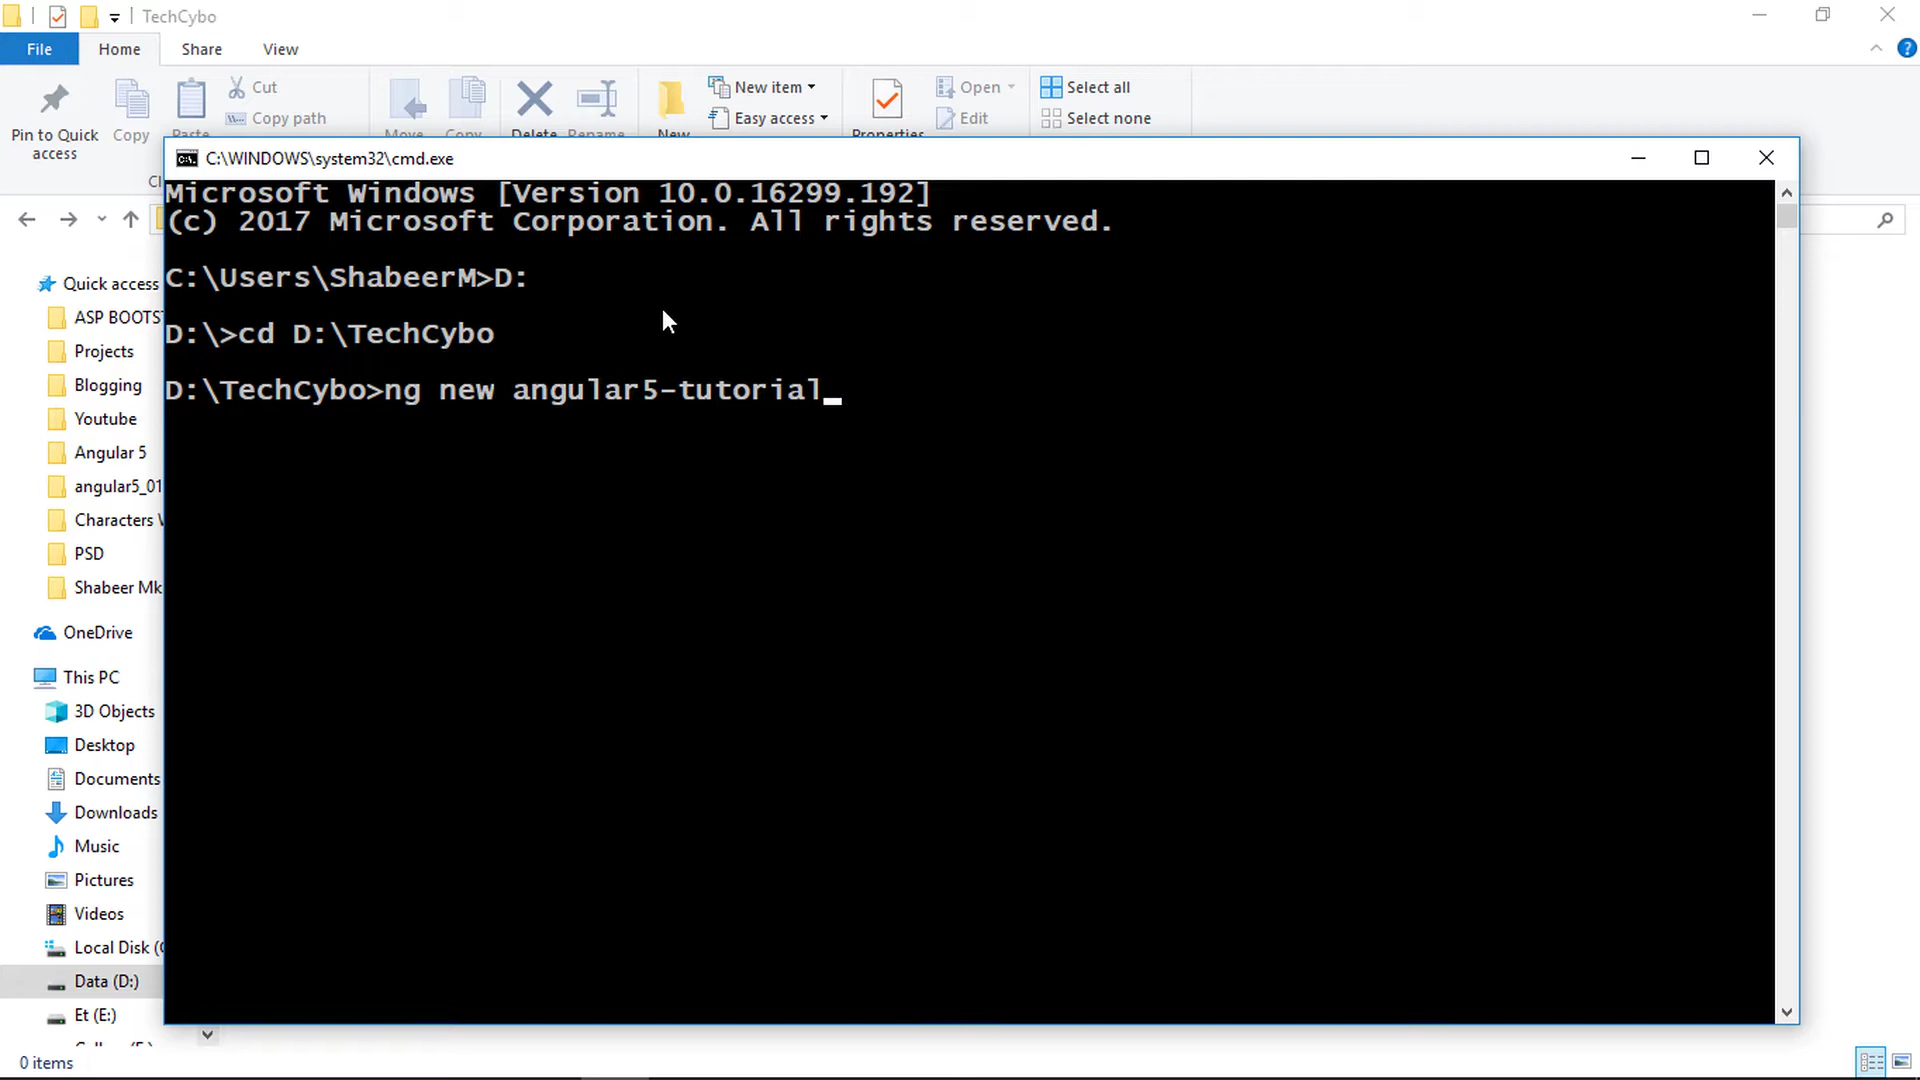 TechCybo
File
Home
Share
View
Pin to Quick access
Copy
Paste
Cut
Copy path
Move
Copy
Delete
Rename
New
New item
Easy access
Properties
Open
Edit
Select all
Select none
C:\WINDOWS\system32\cmd.exe
Microsoft Windows [Version 10.0.16299.192]
(c) 2017 Microsoft Corporation. All rights reserved.
C:\Users\ShabeerM>D:
D:\>cd D:\TechCybo
D:\TechCybo>ng new angular5-tutorial_
Quick access
ASP BOOTS
Projects
Blogging
Youtube
Angular 5
angular5_01
Characters
PSD
Shabeer Mk
OneDrive
This PC
3D Objects
Desktop
Documents
Downloads
Music
Pictures
Videos
Local Disk (
Data (D:)
Et (E:)
0 items